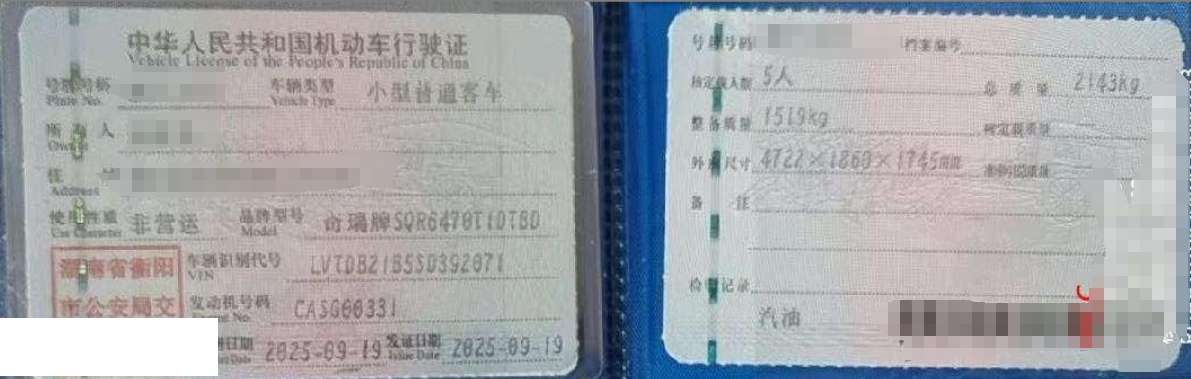 中华人民共和国机动车行驶证
Vehicle License of the People's Republic of China
号牌号码 车辆类型 小型普通客车
Plate No. Vehicle Type
所有人
Owner
住 址
Address
使用性质 非营运 品牌型号 奇瑞牌SQR6470T1DTBD
Use Character Model
湖南省衡阳 车辆识别代号 LVTDB21B5SD392071
VIN
市公安局交 发动机号码 CASG00331
No.
日期 2025-09-19 发证日期 2025-09-19
Date Issue Date
号牌号码 档案编号
核定载人数 5人 总质量 2143kg
整备质量 1519kg 核定载质量
外廓尺寸 4722×1860×1745
备 注
检验记录
汽油